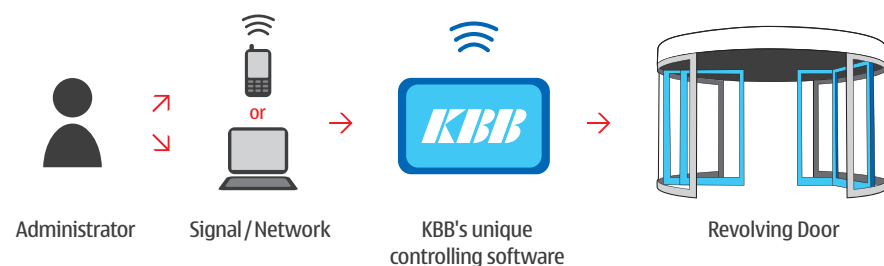 or
KBB
Administrator
Signal/Network
KBB's unique
controlling software
Revolving Door